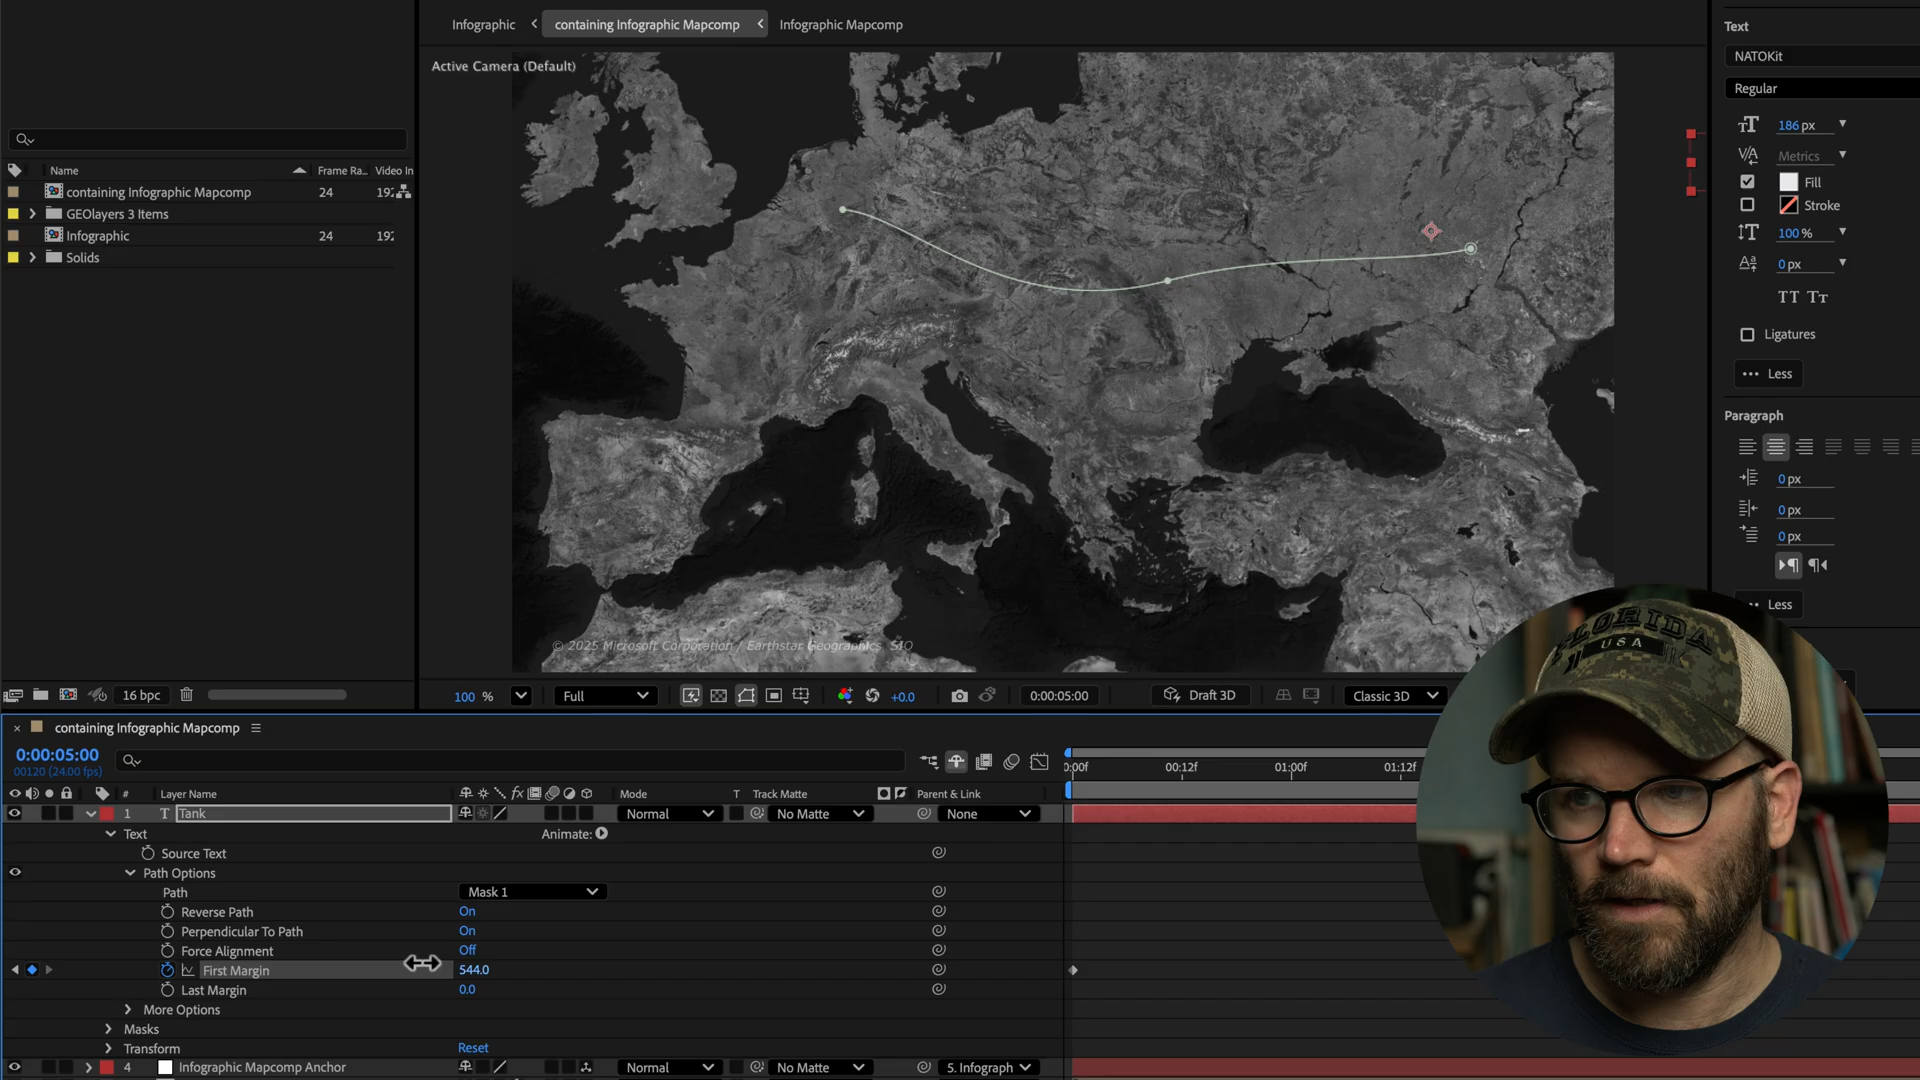 Infographic
containing Infographic Mapcomp
Infographic Mapcomp
Active Camera (Default)
Name
Frame Ra..
Video In
containing Infographic Mapcomp
24
192
GEOlayers 3 Items
Infographic
24
192
Solids
© 2025 Microsoft Corporation / Earthstar Geographics SIO
Text
NATOKit
Regular
186 px
Metrics
Fill
Stroke
100 %
0 px
TT Tт
Ligatures
Less
Paragraph
0 px
0 px
0 px
Less
FLORIDA
USA
16 bpc
100 %
Full
+0.0
0:00:05:00
Draft 3D
Classic 3D
containing Infographic Mapcomp
0:00:05:00
00120 (24.00 fps)
0:00f
00:12f
01:00f
01:12f
#
Layer Name
fx
Mode
T
Track Matte
Parent & Link
1
T
Tank
Normal
No Matte
None
Text
Animate:
Source Text
Path Options
Path
Mask 1
Reverse Path
On
Perpendicular To Path
On
Force Alignment
Off
First Margin
544.0
Last Margin
0.0
More Options
Masks
Transform
Reset
4
Infographic Mapcomp Anchor
Normal
No Matte
5. Infograph